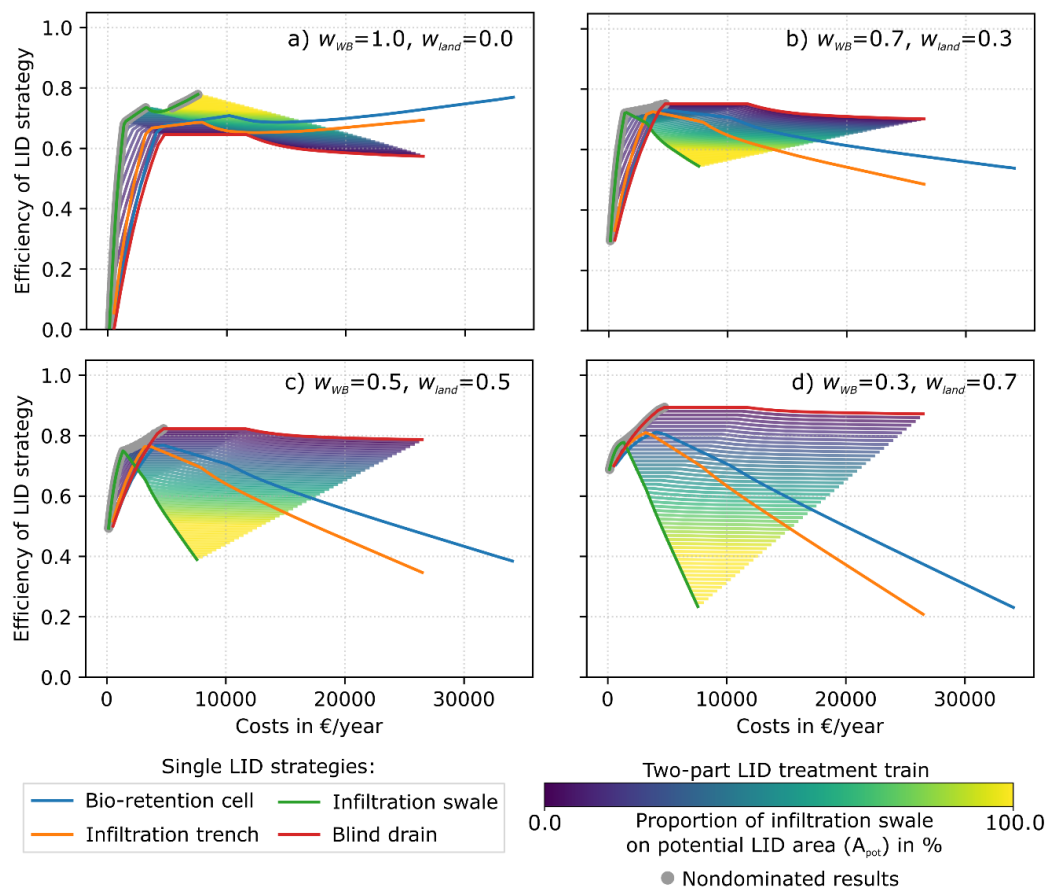 a) w_WB=1.0, w_land=0.0
b) w_WB=0.7, w_land=0.3
Efficiency of LID strategy
1.0
0.8
0.6
0.4
0.2
0.0
c) w_WB=0.5, w_land=0.5
d) w_WB=0.3, w_land=0.7
Efficiency of LID strategy
1.0
0.8
0.6
0.4
0.2
0.0
0 10000 20000 30000
0 10000 20000 30000
Costs in €/year
Costs in €/year
Single LID strategies:
Bio-retention cell
Infiltration swale
Infiltration trench
Blind drain
Two-part LID treatment train
0.0
100.0
Proportion of infiltration swale
on potential LID area (A_pot) in %
Nondominated results